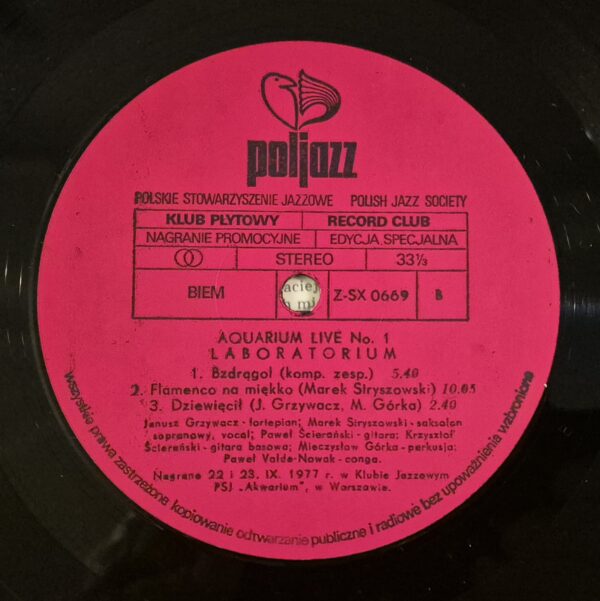 poljazz
POLSKIE STOWARZYSZENIE JAZZOWE POLISH JAZZ SOCIETY
KLUB PŁYTOWY RECORD CLUB
NAGRANIE PROMOCYJNE EDYCJA SPECJALNA
STEREO 33⅓
BIEM Z-SX 0669 B
aciej
AQUARIUM LIVE No. 1
LABORATORIUM
1. Bzdrągol (komp. zesp.) 5.40
2. Flamenco na miękko (Marek Stryszowski) 10.05
3. Dziewięcił (J. Grzywacz, M. Górka) 2.40
Janusz Grzywacz - fortepian; Marek Stryszowski - saksofon
sopranowy, vocal; Paweł Ścierański - gitara; Krzysztof
Ścierański - gitara basowa; Mieczysław Górka - perkusja;
Paweł Valde-Nowak - conga.
Nagrano 22 i 23. IX. 1977 r. w Klubie Jazzowym
PSJ „Akwarium", w Warszawie.
wszystkie prawa zastrzeżone kopiowanie odtwarzanie publiczne i radiowe bez upoważnienia wzbronione